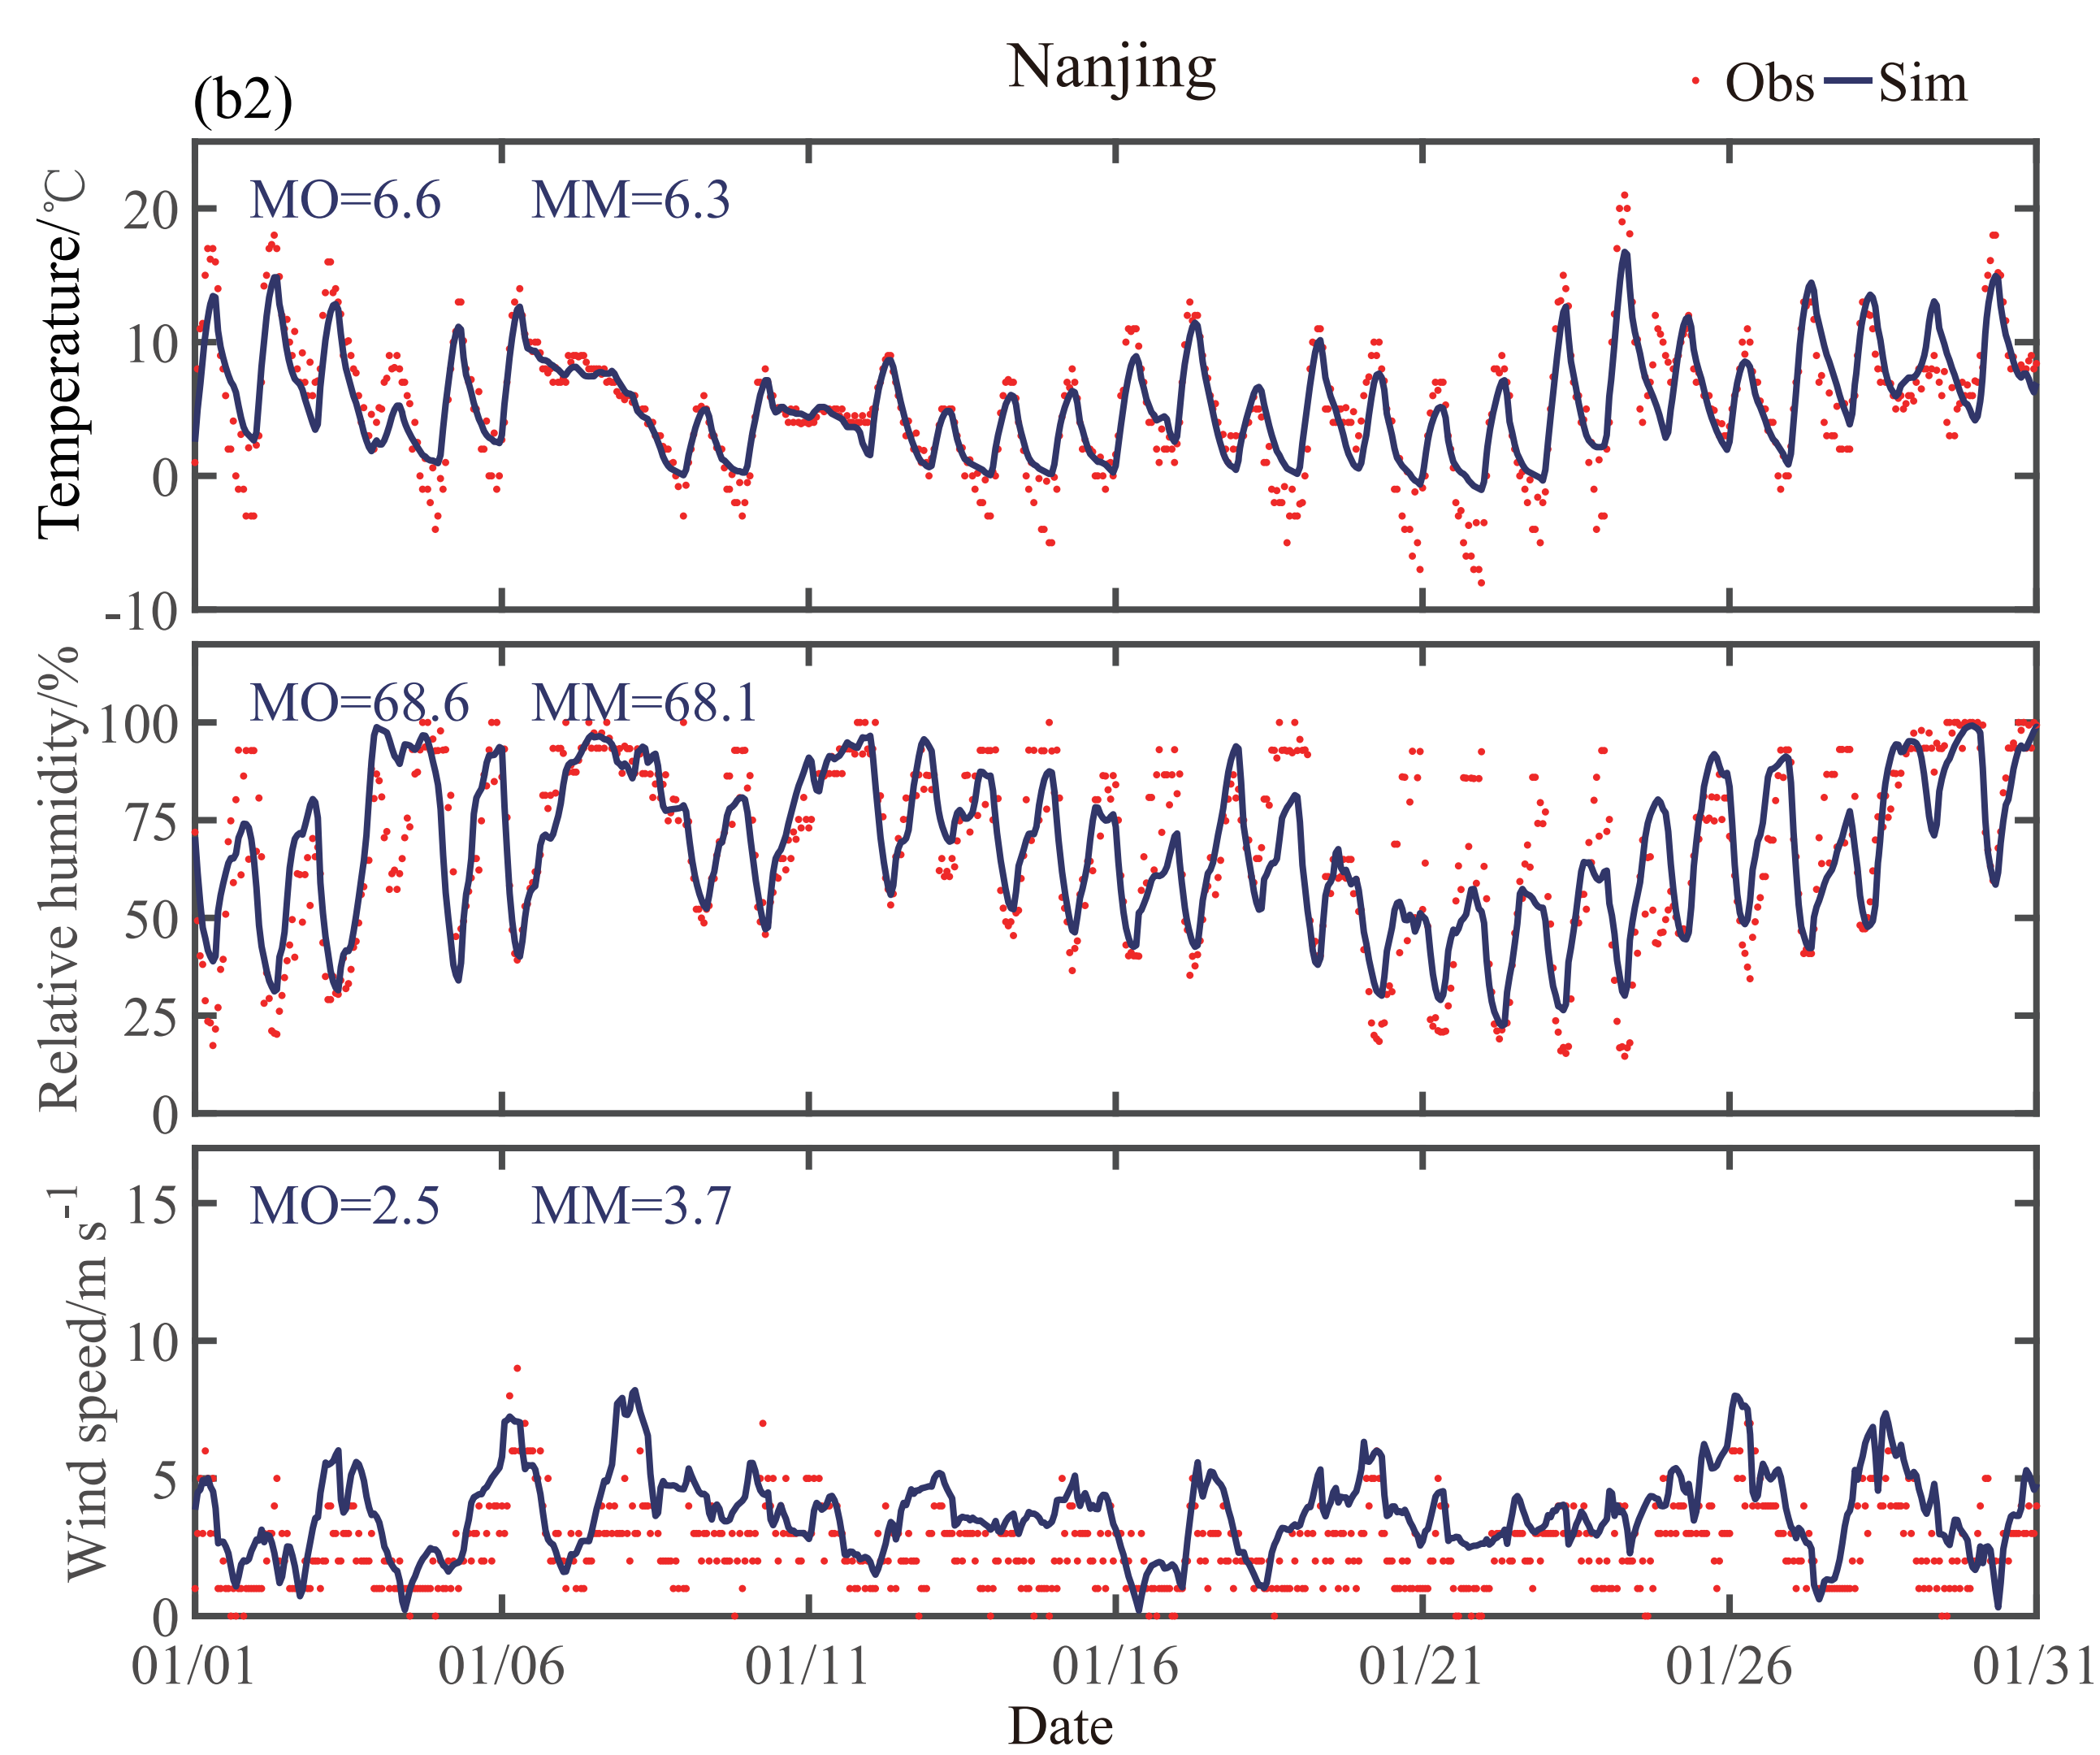 Nanjing
(b2)
Obs Sim
Temperature/℃
MO=6.6 MM=6.3
20
10
0
-10
Relative humidity/%
MO=68.6 MM=68.1
100
75
50
25
0
Wind speed/m s⁻¹
MO=2.5 MM=3.7
15
10
5
0
01/01 01/06 01/11 01/16 01/21 01/26 01/31
Date